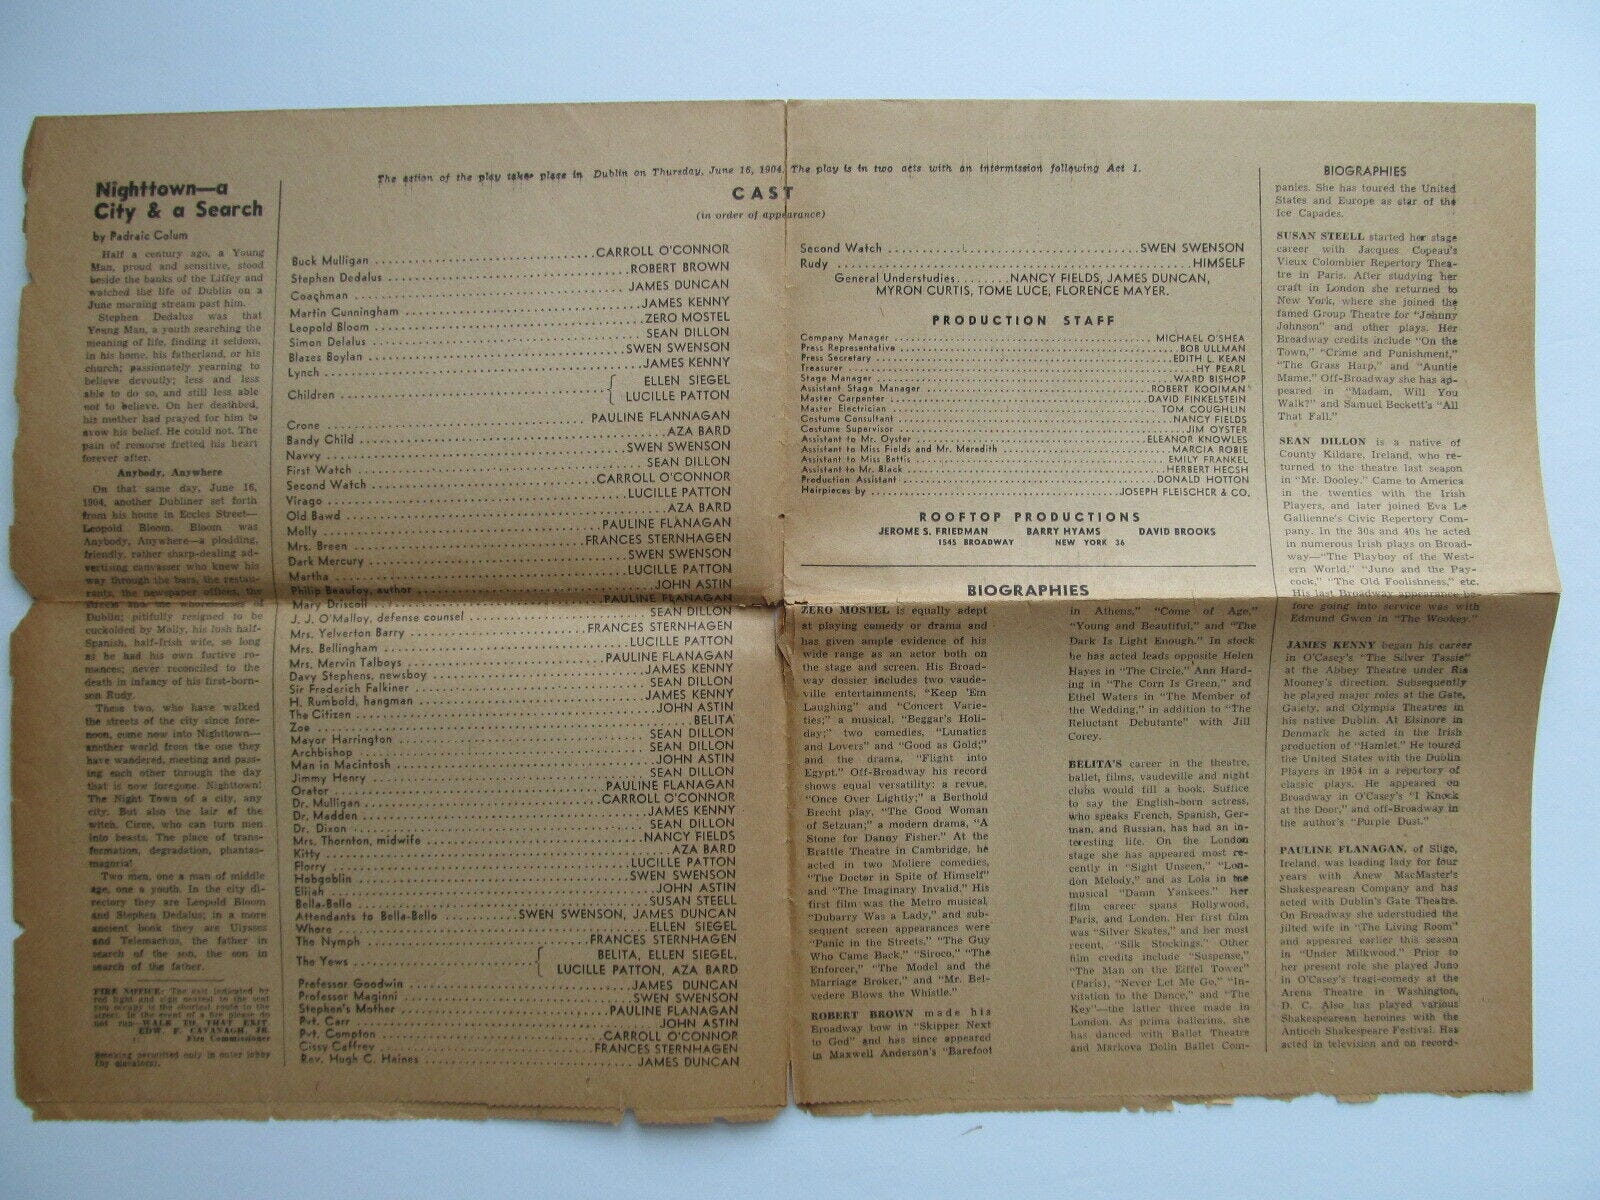 Nighttown—a
City & a Search
by Padraic Colum
Half a century ago, a Young
Man, proud and sensitive, stood
beside the banks of the Liffey and
watched the life of Dublin on a
June morning stream past him.
Stephen Dedalus was that
Young Man, a youth searching the
meaning of life, finding it seldom,
in his home, his fatherland, or his
church; passionately yearning to
believe devoutly; less and less
able to do so, and still less able
not to believe. On her deathbed,
his mother had prayed for him to
avow his belief. He could not. The
pain of remorse fretted his heart
forever after.
Anybody, Anywhere
On that same day, June 16,
1904, another Dubliner set forth
from his home in Eccles Street—
Leopold Bloom. Bloom was
Anybody, Anywhere—a plodding,
friendly, rather sharp-dealing ad-
vertising canvasser who knew his
way through the bars, the restau-
rants, the newspaper offices, the
streets and the whorehouses of
Dublin; pitifully resigned to be
cuckolded by Molly, his lush half-
Spanish, half-Irish wife, so long
as he had his own furtive ro-
mances; never reconciled to the
death in infancy of his first-born-
son Rudy.
These two, who have walked
the streets of the city since fore-
noon, come now into Nighttown—
another world from the one they
have wandered, meeting and pass-
ing each other through the day
that is now foregone. Nighttown!
The Night Town of a city, any
city. But also the lair of the
witch, Circe, who can turn men
into beasts. The place of trans-
formation, degradation, phantas-
magoria!
Two men, one a man of middle
age, one a youth. In the city di-
rectory they are Leopold Bloom
and Stephen Dedalus; in a more
ancient book they are Ulysses
and Telemachus, the father in
search of the son, the son in
search of the father.
FIRE NOTICE: The exit indicated by
red light and sign nearest to the seat
you occupy is the shortest route to the
street. In the event of a fire please do
not run—WALK TO THAT EXIT
EDW. F. CAVANAGH, JR.
Fire Commissioner
Smoking permitted only in outer lobby
The action of the play takes place in Dublin on Thursday, June 16, 1904. The play is in two acts with an intermission following Act 1.
CAST
(in order of appearance)
Buck Mulligan CARROLL O'CONNOR
Stephen Dedalus ROBERT BROWN
Coachman JAMES DUNCAN
Martin Cunningham JAMES KENNY
Leopold Bloom ZERO MOSTEL
Simon Delalus SEAN DILLON
Blazes Boylan SWEN SWENSON
Lynch JAMES KENNY
Children { ELLEN SIEGEL
LUCILLE PATTON
Crone PAULINE FLANNAGAN
Bandy Child AZA BARD
Navvy SWEN SWENSON
First Watch SEAN DILLON
Second Watch CARROLL O'CONNOR
Virago LUCILLE PATTON
Old Bawd AZA BARD
Molly PAULINE FLANAGAN
Mrs. Breen FRANCES STERNHAGEN
Dark Mercury SWEN SWENSON
Martha LUCILLE PATTON
Philip Beaufoy, author JOHN ASTIN
Mary Driscoll PAULINE FLANAGAN
J. J. O'Malloy, defense counsel SEAN DILLON
Mrs. Yelverton Barry FRANCES STERNHAGEN
Mrs. Bellingham LUCILLE PATTON
Mrs. Mervin Talboys PAULINE FLANAGAN
Davy Stephens, newsboy JAMES KENNY
Sir Frederich Falkiner SEAN DILLON
H. Rumbold, hangman JAMES KENNY
The Citizen JOHN ASTIN
Zoe BELITA
Mayor Harrington SEAN DILLON
Archbishop SEAN DILLON
Man in Macintosh JOHN ASTIN
Jimmy Henry SEAN DILLON
Orator PAULINE FLANAGAN
Dr. Mulligan CARROLL O'CONNOR
Dr. Madden JAMES KENNY
Dr. Dixon SEAN DILLON
Mrs. Thornton, midwife NANCY FIELDS
Kitty AZA BARD
Florry LUCILLE PATTON
Hobgoblin SWEN SWENSON
Elijah JOHN ASTIN
Bella-Bello SUSAN STEELL
Attendants to Bella-Bello SWEN SWENSON, JAMES DUNCAN
Whore ELLEN SIEGEL
The Nymph FRANCES STERNHAGEN
The Yews { BELITA, ELLEN SIEGEL,
LUCILLE PATTON, AZA BARD
Professor Goodwin JAMES DUNCAN
Professor Maginni SWEN SWENSON
Stephen's Mother PAULINE FLANAGAN
Pvt. Carr JOHN ASTIN
Pvt. Compton CARROLL O'CONNOR
Cissy Caffrey FRANCES STERNHAGEN
Rev. Hugh C. Haines JAMES DUNCAN
Second Watch SWEN SWENSON
Rudy HIMSELF
General Understudies NANCY FIELDS, JAMES DUNCAN,
MYRON CURTIS, TOME LUCE, FLORENCE MAYER.
PRODUCTION STAFF
Company Manager MICHAEL O'SHEA
Press Representative BOB ULLMAN
Press Secretary EDITH L. KEAN
Treasurer HY PEARL
Stage Manager WARD BISHOP
Assistant Stage Manager ROBERT KOOIMAN
Master Carpenter DAVID FINKELSTEIN
Master Electrician TOM COUGHLIN
Costume Consultant NANCY FIELDS
Costume Supervisor JIM OYSTER
Assistant to Mr. Oyster ELEANOR KNOWLES
Assistant to Miss Fields and Mr. Meredith MARCIA ROBIE
Assistant to Miss Bettis EMILY FRANKEL
Assistant to Mr. Black HERBERT HECSH
Production Assistant DONALD HOTTON
Hairpieces by JOSEPH FLEISCHER & CO.
ROOFTOP PRODUCTIONS
JEROME S. FRIEDMAN BARRY HYAMS DAVID BROOKS
1545 BROADWAY NEW YORK 36
BIOGRAPHIES
ZERO MOSTEL is equally adept
at playing comedy or drama and
has given ample evidence of his
wide range as an actor both on
the stage and screen. His Broad-
way dossier includes two vaude-
ville entertainments, "Keep 'Em
Laughing" and "Concert Varie-
ties;" a musical, "Beggar's Holi-
day;" two comedies, "Lunatics
and Lovers" and "Good as Gold;"
and the drama, "Flight into
Egypt." Off-Broadway his record
shows equal versatility: a revue,
"Once Over Lightly;" a Berthold
Brecht play, "The Good Woman
of Setzuan;" a modern drama, "A
Stone for Danny Fisher." At the
Brattle Theatre in Cambridge, he
acted in two Moliere comedies,
"The Doctor in Spite of Himself"
and "The Imaginary Invalid." His
first film was the Metro musical,
"Dubarry Was a Lady," and sub-
sequent screen appearances were
"Panic in the Streets," "The Guy
Who Came Back," "Siroco," "The
Enforcer," "The Model and the
Marriage Broker," and "Mr. Bel-
vedere Blows the Whistle."
ROBERT BROWN made his
Broadway bow in "Skipper Next
to God" and has since appeared
in Maxwell Anderson's "Barefoot
in Athens," "Come of Age,"
"Young and Beautiful," and "The
Dark Is Light Enough." In stock
he has acted leads opposite Helen
Hayes in "The Circle," Ann Hard-
ing in "The Corn Is Green," and
Ethel Waters in "The Member of
the Wedding," in addition to "The
Reluctant Debutante" with Jill
Corey.
BELITA'S career in the theatre,
ballet, films, vaudeville and night
clubs would fill a book. Suffice
to say the English-born actress,
who speaks French, Spanish, Ger-
man, and Russian, has had an in-
teresting life. On the London
stage she has appeared most re-
cently in "Sight Unseen," "Lon-
don Melody," and as Lola in the
musical "Damn Yankees." Her
film career spans Hollywood,
Paris, and London. Her first film
was "Silver Skates," and her most
recent, "Silk Stockings." Other
film credits include "Suspense,"
"The Man on the Eiffel Tower"
(Paris), "Never Let Me Go," "In-
vitation to the Dance," and "The
Key"—the latter three made in
London. As prima ballerina, she
has danced with Ballet Theatre
and Markova Dolin Ballet Com-
BIOGRAPHIES
panies. She has toured the United
States and Europe as star of the
Ice Capades.
SUSAN STEELL started her stage
career with Jacques Copeau's
Vieux Colombier Repertory Thea-
tre in Paris. After studying her
craft in London she returned to
New York, where she joined the
famed Group Theatre for "Johnny
Johnson" and other plays. Her
Broadway credits include "On the
Town," "Crime and Punishment,"
"The Grass Harp," and "Auntie
Mame." Off-Broadway she has ap-
peared in "Madam, Will You
Walk?" and Samuel Beckett's "All
That Fall."
SEAN DILLON is a native of
County Kildare, Ireland, who re-
turned to the theatre last season
in "Mr. Dooley." Came to America
in the twenties with the Irish
Players, and later joined Eva Le
Gallienne's Civic Repertory Com-
pany. In the 30s and 40s he acted
in numerous Irish plays on Broad-
way—"The Playboy of the West-
ern World," "Juno and the Pay-
cock," "The Old Foolishness," etc.
His last Broadway appearance be-
fore going into service was with
Edmund Gwen in "The Wookey."
JAMES KENNY began his career
in O'Casey's "The Silver Tassie"
at the Abbey Theatre under Ria
Mooney's direction. Subsequently
he played major roles at the Gate,
Gaiety, and Olympia Theatres in
his native Dublin. At Elsinore in
Denmark he acted in the Irish
production of "Hamlet." He toured
the United States with the Dublin
Players in 1954 in a repertory of
classic plays. He appeared on
Broadway in O'Casey's "I Knock
at the Door," and off-Broadway in
the author's "Purple Dust."
PAULINE FLANAGAN, of Sligo,
Ireland, was leading lady for four
years with Anew MacMaster's
Shakespearean Company and has
acted with Dublin's Gate Theatre.
On Broadway she uderstudied the
jilted wife in "The Living Room"
and appeared earlier this season
in "Under Milkwood." Prior to
her present role she played Juno
in O'Casey's tragi-comedy at the
Arena Theatre in Washington,
D. C. Also has played various
Shakespearean heroines with the
Antioch Shakespeare Festival. Has
acted in television and on record-